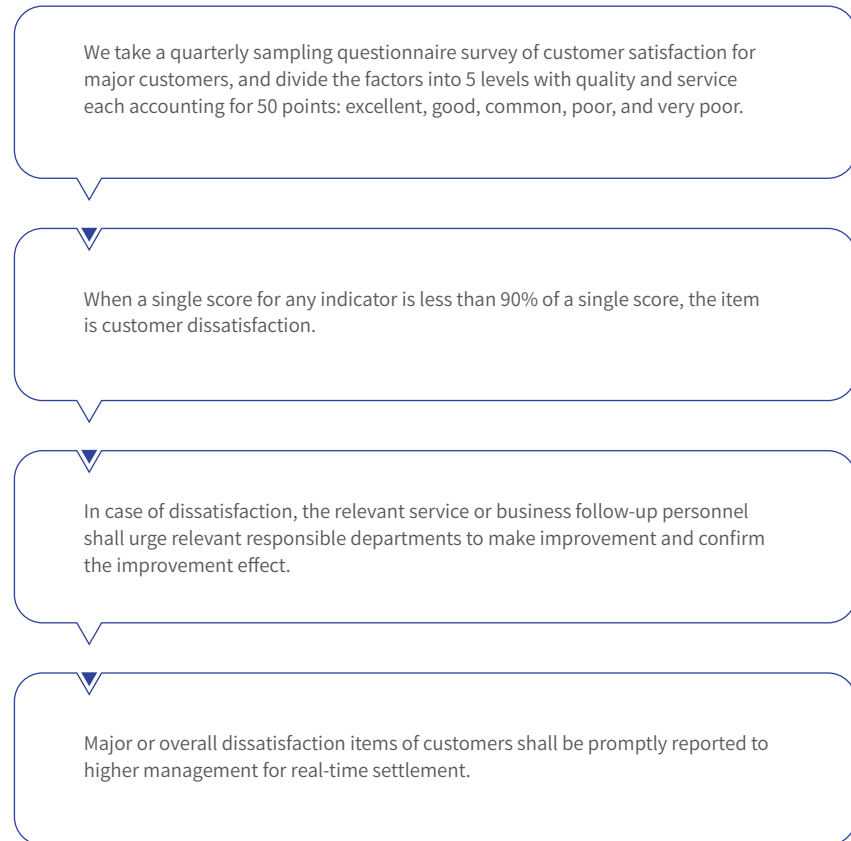 We take a quarterly sampling questionnaire survey of customer satisfaction for
major customers, and divide the factors into 5 levels with quality and service
each accounting for 50 points: excellent, good, common, poor, and very poor.
When a single score for any indicator is less than 90% of a single score, the item
is customer dissatisfaction.
In case of dissatisfaction, the relevant service or business follow-up personnel
shall urge relevant responsible departments to make improvement and confirm
the improvement effect.
Major or overall dissatisfaction items of customers shall be promptly reported to
higher management for real-time settlement.